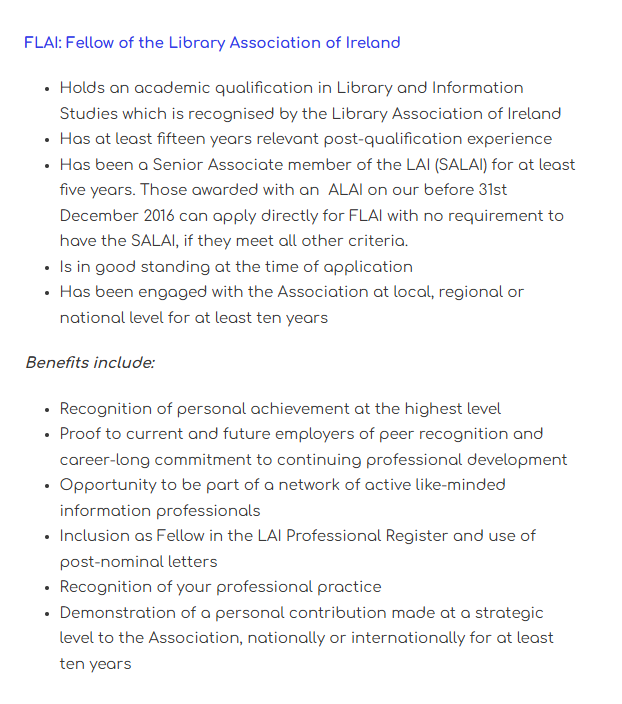 FLAI: Fellow of the Library Association of Ireland
• Holds an academic qualification in Library and Information
Studies which is recognised by the Library Association of Ireland
• Has at least fifteen years relevant post-qualification experience
• Has been a Senior Associate member of the LAI (SALAI) for at least
five years. Those awarded with an  ALAI on our before 31st
December 2016 can apply directly for FLAI with no requirement to
have the SALAI, if they meet all other criteria.
• Is in good standing at the time of application
• Has been engaged with the Association at local, regional or
national level for at least ten years
Benefits include:
• Recognition of personal achievement at the highest level
• Proof to current and future employers of peer recognition and
career-long commitment to continuing professional development
• Opportunity to be part of a network of active like-minded
information professionals
• Inclusion as Fellow in the LAI Professional Register and use of
post-nominal letters
• Recognition of your professional practice
• Demonstration of a personal contribution made at a strategic
level to the Association, nationally or internationally for at least
ten years